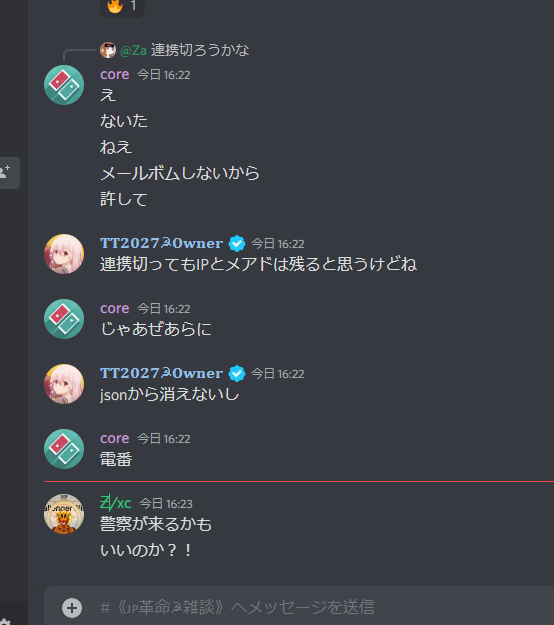 🔥 1
@Za 連携切ろうかな
core 今日 16:22
え
ないた
ねえ
メールボムしないから
許して
TT2027☭Owner 今日 16:22
連携切ってもIPとメアドは残ると思うけどね
core 今日 16:22
じゃあぜあらに
TT2027☭Owner 今日 16:22
jsonから消えないし
core 今日 16:22
電番
Z/xc 今日 16:23
警察が来るかも
いいのか？！
#《JP革命☭雑談》へメッセージを送信